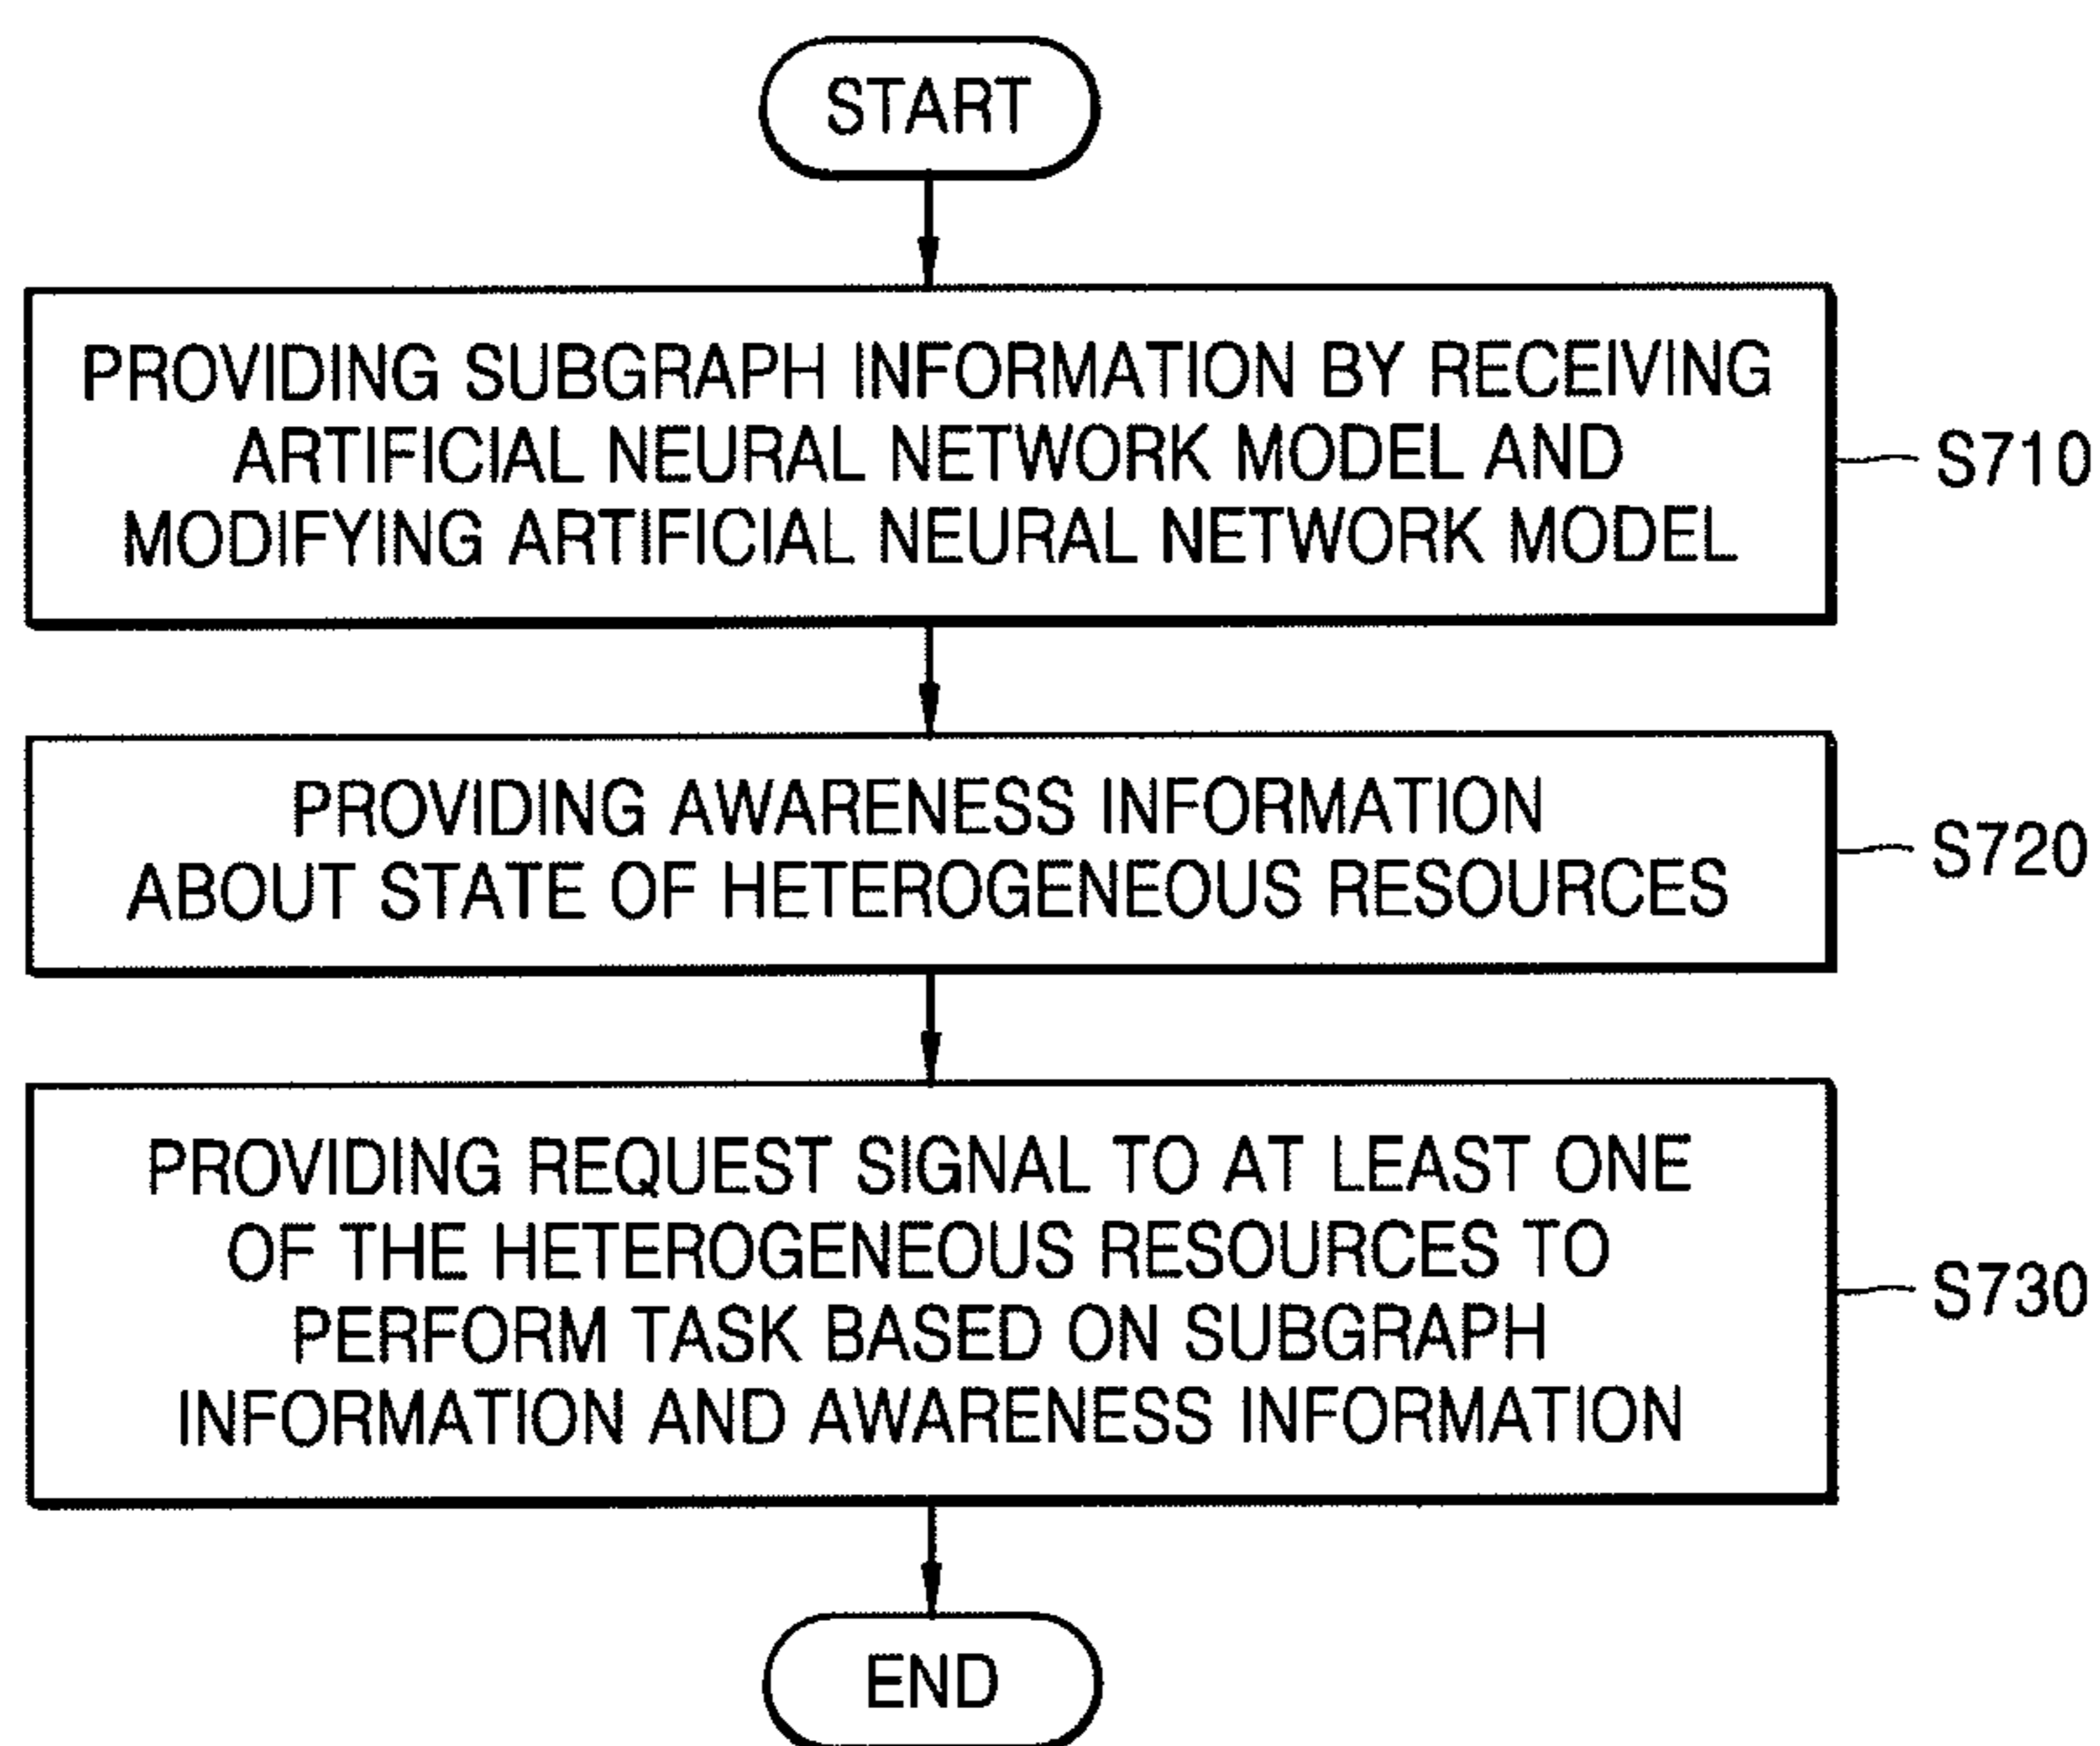 START
PROVIDING SUBGRAPH INFORMATION BY RECEIVING
ARTIFICIAL NEURAL NETWORK MODEL AND
MODIFYING ARTIFICIAL NEURAL NETWORK MODEL
S710
PROVIDING AWARENESS INFORMATION
ABOUT STATE OF HETEROGENEOUS RESOURCES
S720
PROVIDING REQUEST SIGNAL TO AT LEAST ONE
OF THE HETEROGENEOUS RESOURCES TO
PERFORM TASK BASED ON SUBGRAPH
INFORMATION AND AWARENESS INFORMATION
S730
END